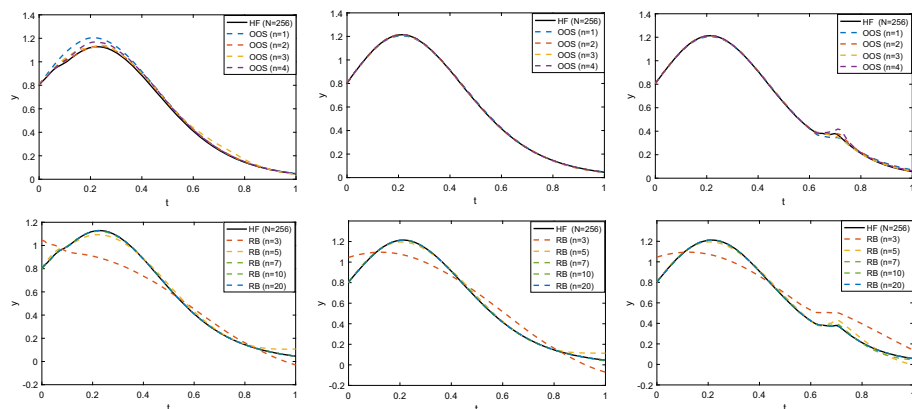 1.4
1.2
1
0.8
0.6
0.4
0.2
0
y
0
0.2
0.4
0.6
0.8
1
t
HF (N=256)
OOS (n=1)
OOS (n=2)
OOS (n=3)
OOS (n=4)
1.4
1.2
1
0.8
0.6
0.4
0.2
0
y
0
0.2
0.4
0.6
0.8
1
t
HF (N=256)
OOS (n=1)
OOS (n=2)
OOS (n=3)
OOS (n=4)
1.4
1.2
1
0.8
0.6
0.4
0.2
0
y
0
0.2
0.4
0.6
0.8
1
t
HF (N=256)
OOS (n=1)
OOS (n=2)
OOS (n=3)
OOS (n=4)
1.2
1
0.8
0.6
0.4
0.2
0
-0.2
y
0
0.2
0.4
0.6
0.8
1
t
HF (N=256)
RB (n=3)
RB (n=5)
RB (n=7)
RB (n=10)
RB (n=20)
1.4
1.2
1
0.8
0.6
0.4
0.2
0
-0.2
y
0
0.2
0.4
0.6
0.8
1
t
HF (N=256)
RB (n=3)
RB (n=5)
RB (n=7)
RB (n=10)
RB (n=20)
1.4
1.2
1
0.8
0.6
0.4
0.2
0
-0.2
y
0
0.2
0.4
0.6
0.8
1
t
HF (N=256)
RB (n=3)
RB (n=5)
RB (n=7)
RB (n=10)
RB (n=20)